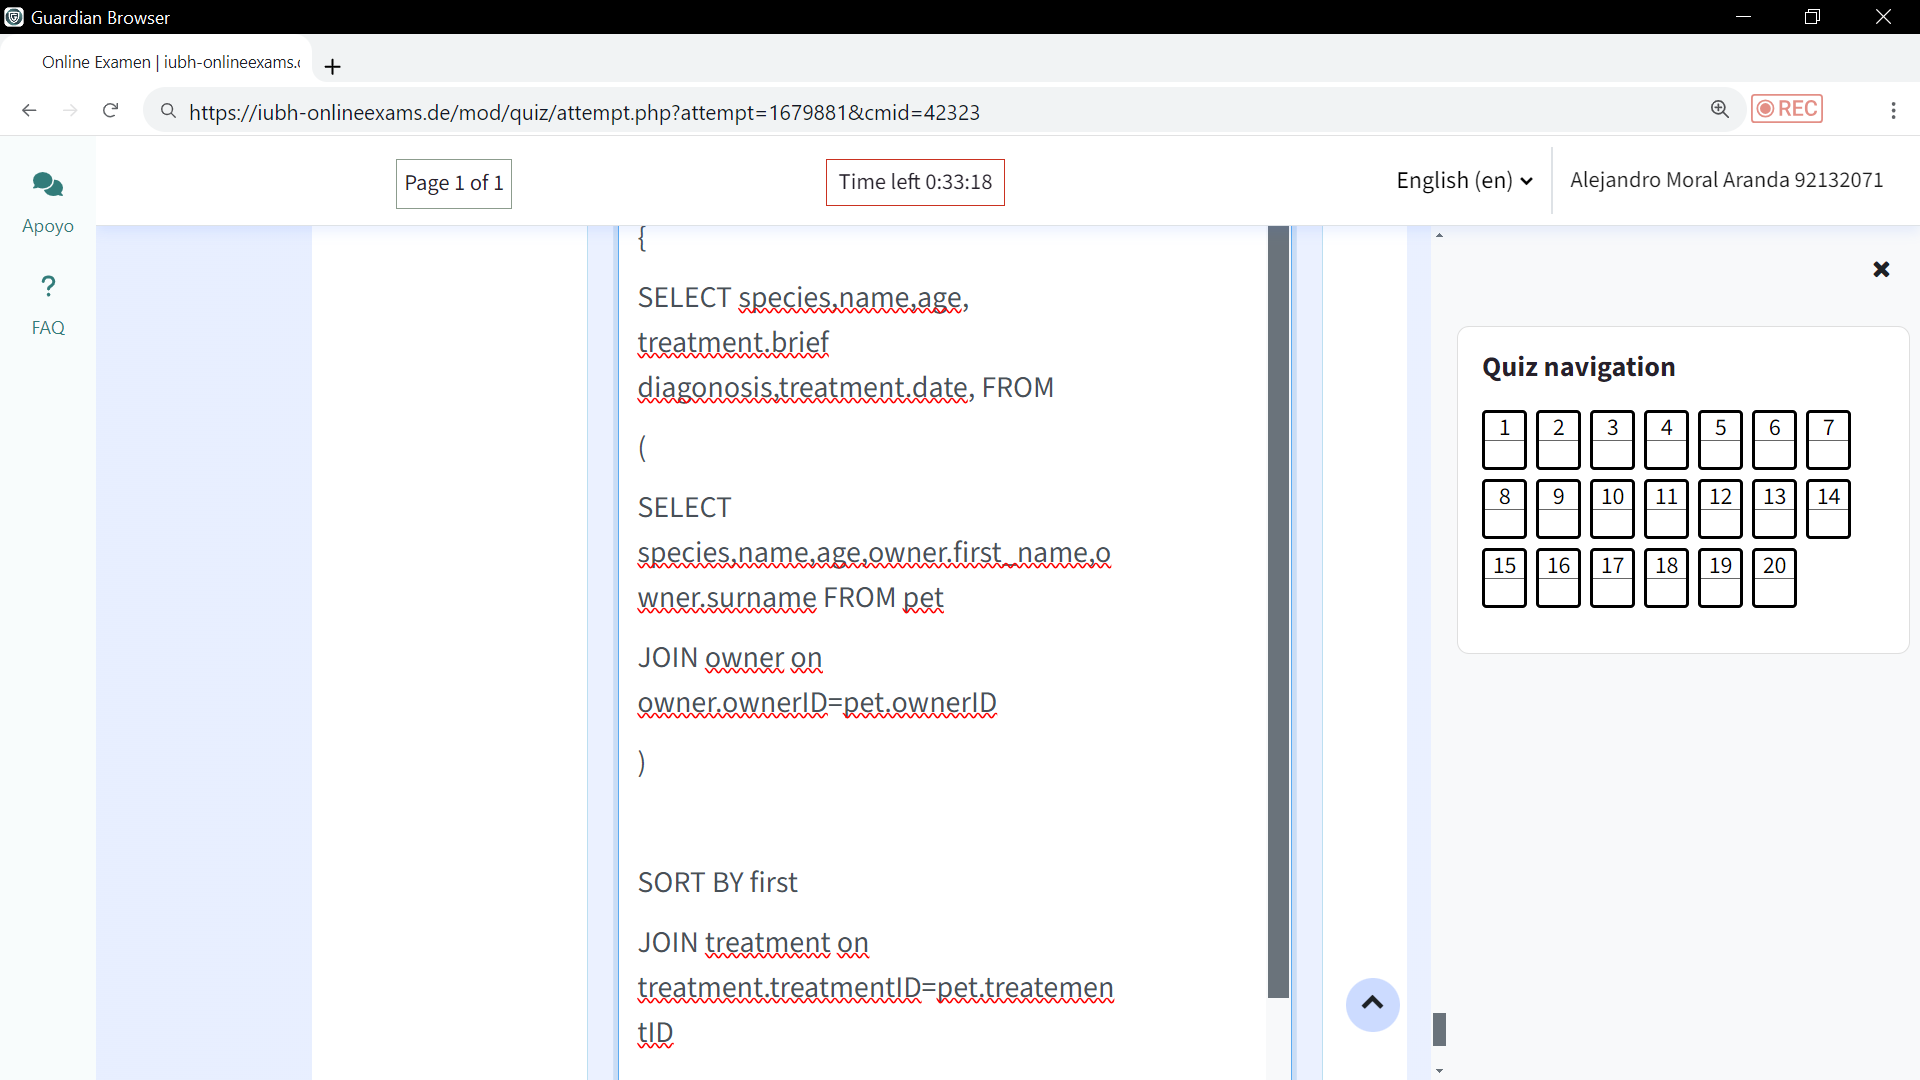 Guardian Browser
Online Examen | iubh-onlineexams.
https://iubh-onlineexams.de/mod/quiz/attempt.php?attempt=1679881&cmid=42323
REC
Page 1 of 1
Time left 0:33:18
English (en)
Alejandro Moral Aranda 92132071
Apoyo
?
FAQ
{
SELECT species,name,age,
treatment.brief
diagonosis,treatment.date, FROM
(
SELECT
species,name,age,owner.first_name,o
wner.surname FROM pet
JOIN owner on
owner.ownerID=pet.ownerID
)
SORT BY first
JOIN treatment on
treatment.treatmentID=pet.treatemen
tID
Quiz navigation
1 2 3 4 5 6 7
8 9 10 11 12 13 14
15 16 17 18 19 20